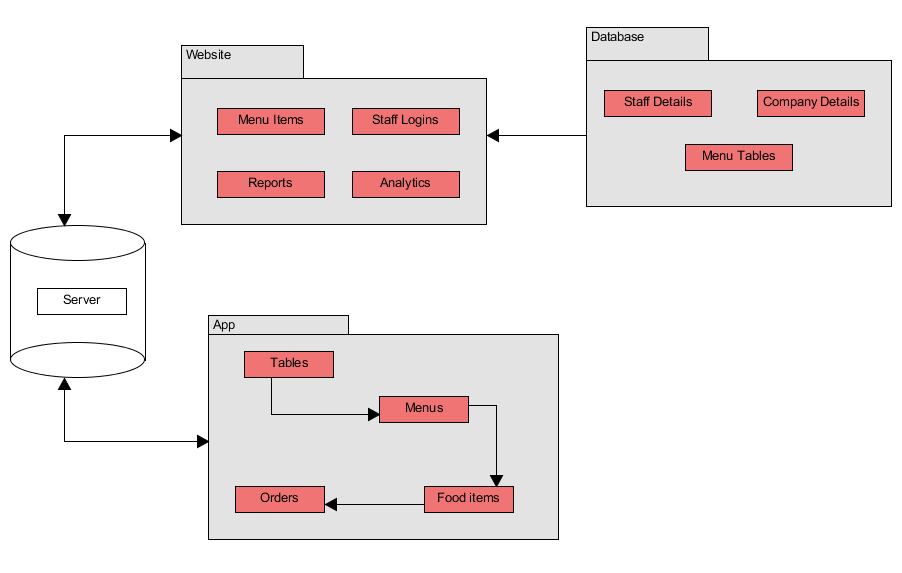 Website
Menu Items
Staff Logins
Reports
Analytics
Database
Staff Details
Company Details
Menu Tables
Server
App
Tables
Menus
Orders
Food items